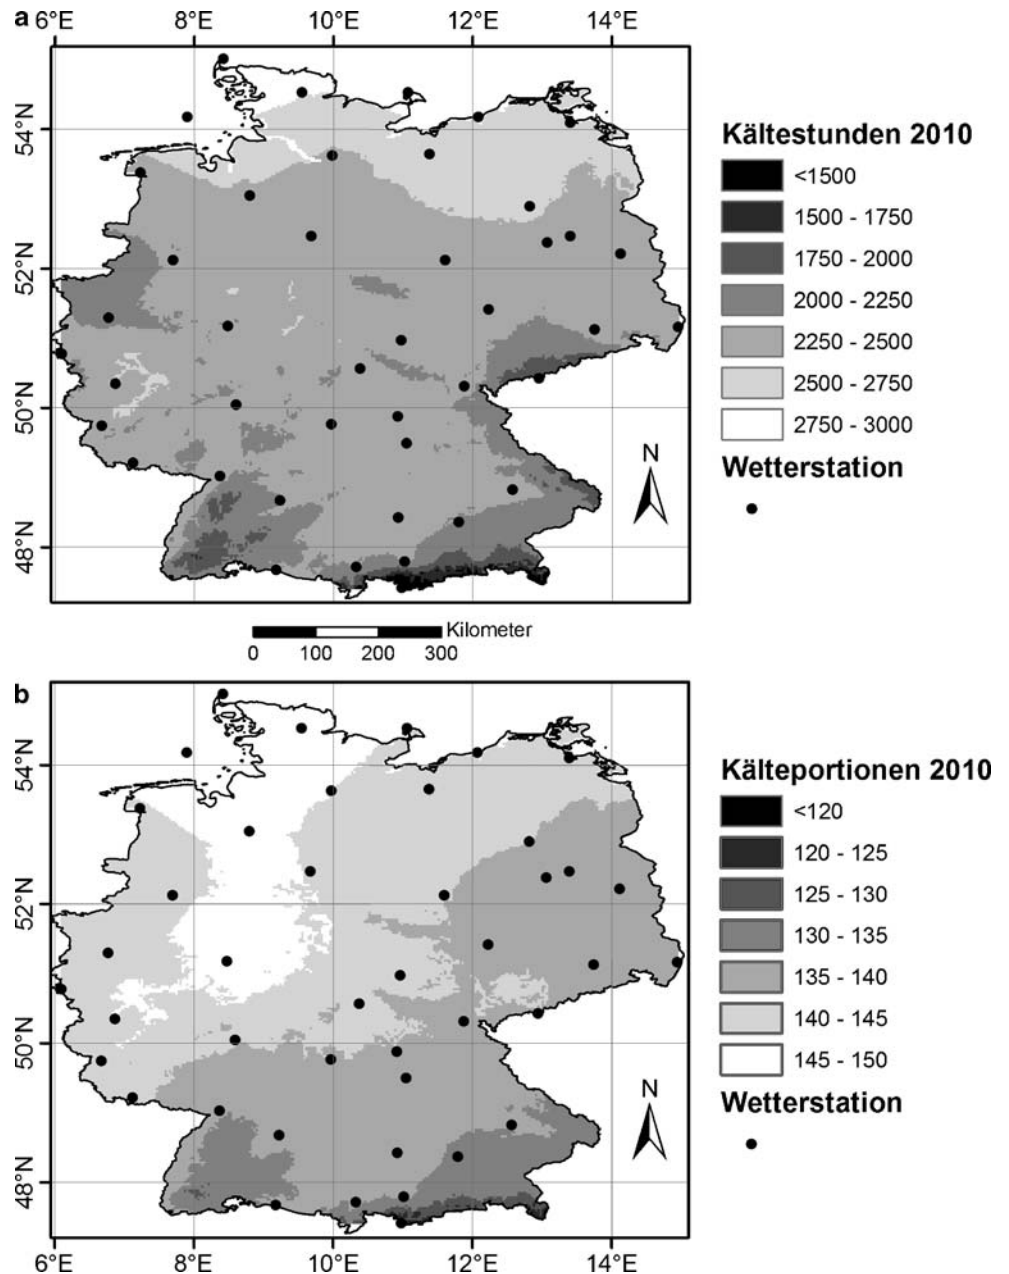 a
6°E 8°E 10°E 12°E 14°E
54°N
52°N
50°N
48°N
N
Kältestunden 2010
<1500
1500 - 1750
1750 - 2000
2000 - 2250
2250 - 2500
2500 - 2750
2750 - 3000
Wetterstation
Kilometer
0 100 200 300
b
54°N
52°N
50°N
48°N
N
6°E 8°E 10°E 12°E 14°E
Kälteportionen 2010
<120
120 - 125
125 - 130
130 - 135
135 - 140
140 - 145
145 - 150
Wetterstation